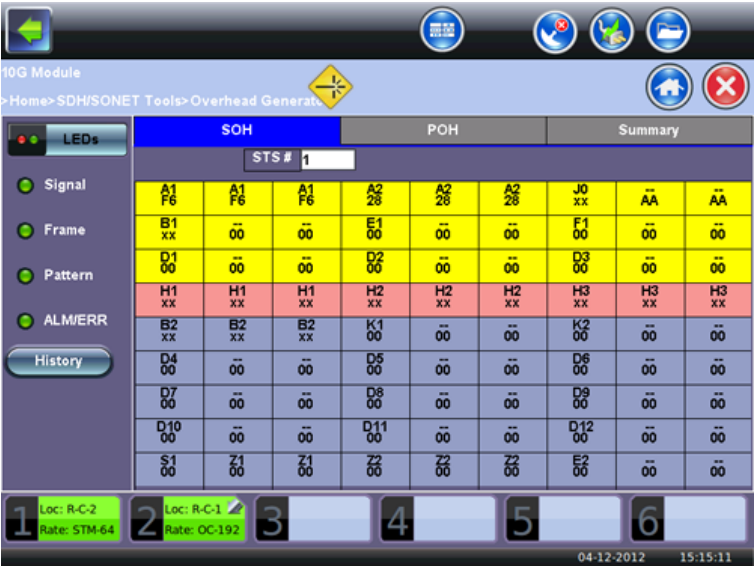 10G Module
>Home>SDH/SONET Tools>Overhead Generato
LEDs
SOH POH Summary
STS # 1
Signal
Frame
Pattern
ALM/ERR
History
A1 A1 A1 A2 A2 A2 J0 -- --
F6 F6 F6 28 28 28 xx AA AA
B1 -- -- E1 -- -- F1 -- --
xx 00 00 00 00 00 00 00 00
D1 -- -- D2 -- -- D3 -- --
00 00 00 00 00 00 00 00 00
H1 H1 H1 H2 H2 H2 H3 H3 H3
xx xx xx xx xx xx xx xx xx
B2 B2 B2 K1 -- -- K2 -- --
xx xx xx 00 00 00 00 00 00
D4 -- -- D5 -- -- D6 -- --
00 00 00 00 00 00 00 00 00
D7 -- -- D8 -- -- D9 -- --
00 00 00 00 00 00 00 00 00
D10 -- -- D11 -- -- D12 -- --
00 00 00 00 00 00 00 00 00
S1 Z1 Z1 Z2 Z2 Z2 E2 -- --
00 00 00 00 00 00 00 00 00
1 Loc: R-C-2 2 Loc: R-C-1 3 4 5 6
Rate: STM-64 Rate: OC-192
04-12-2012 15:15:11